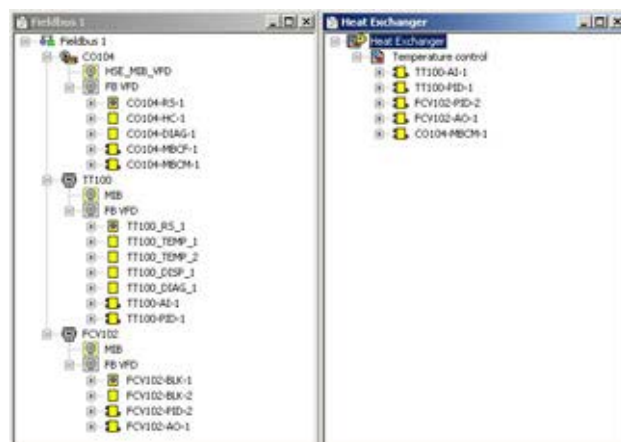 Fieldbus 1
Fieldbus 1
CO104
HSE_MIB_VFD
FB VFD
CO104-RS-1
CO104-HC-1
CO104-DIAG-1
CO104-MBCF-1
CO104-MBCM-1
TT100
MIB
FB VFD
TT100_RS_1
TT100_TEMP_1
TT100_TEMP_2
TT100_DISP_1
TT100_DIAG_1
TT100-AI-1
TT100-PID-1
FCV102
MIB
FB VFD
FCV102-BLK-1
FCV102-BLK-2
FCV102-PID-2
FCV102-AO-1
Heat Exchanger
Heat Exchanger
Temperature control
TT100-AI-1
TT100-PID-1
FCV102-PID-2
FCV102-AO-1
CO104-MBCM-1